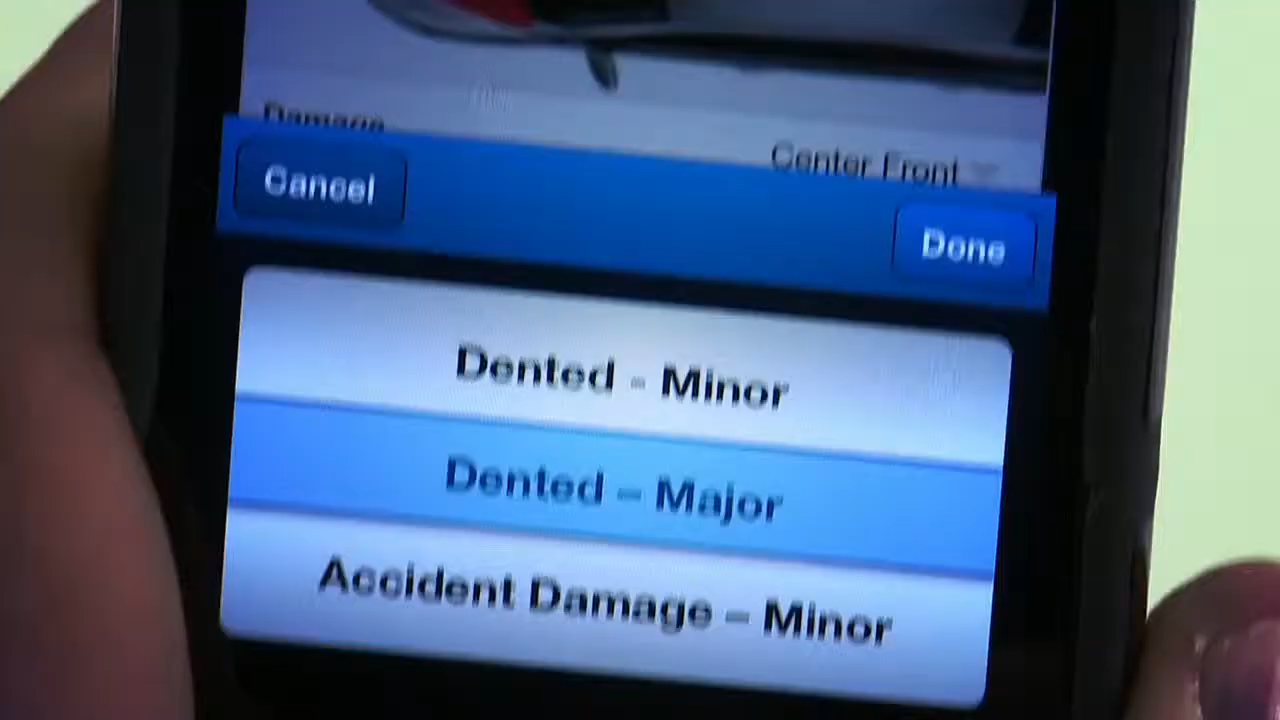 Damage
Center Front
Cancel
Done
Dented - Minor
Dented – Major
Accident Damage – Minor